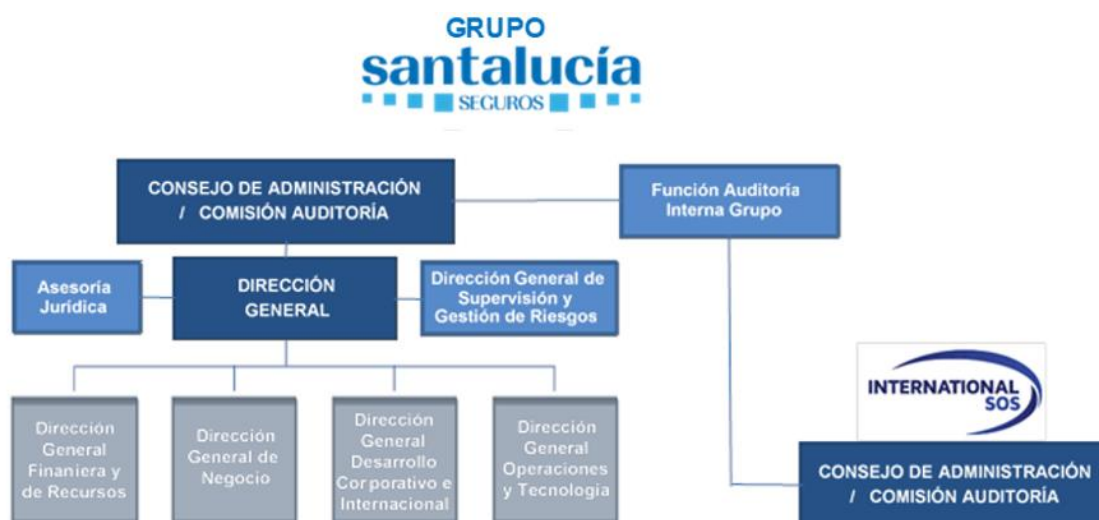 GRUPO
santalucía
SEGUROS
CONSEJO DE ADMINISTRACIÓN
/ COMISIÓN AUDITORÍA
Función Auditoría
Interna Grupo
Asesoría
Jurídica
DIRECCIÓN
GENERAL
Dirección General de
Supervisión y
Gestión de Riesgos
Dirección
General
Finaniera y
de Recursos
Dirección
General de
Negocio
Dirección
General
Desarrollo
Corporativo e
Internacional
Dirección
General
Operaciones
y Tecnología
INTERNATIONAL
SOS
CONSEJO DE ADMINISTRACIÓN
/ COMISIÓN AUDITORÍA